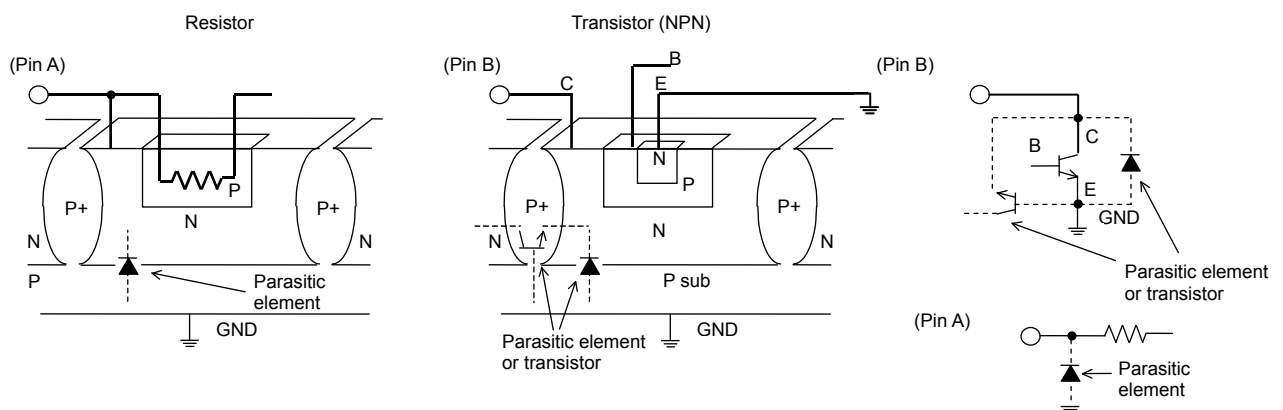 Resistor
(Pin A)
P
N
P+
P+
N
N
P
Parasitic
element
GND
Transistor (NPN)
(Pin B)
C
B
E
N
P
N
P+
P+
N
N
P sub
GND
Parasitic element
or transistor
(Pin B)
C
B
E
GND
Parasitic element
or transistor
(Pin A)
Parasitic
element